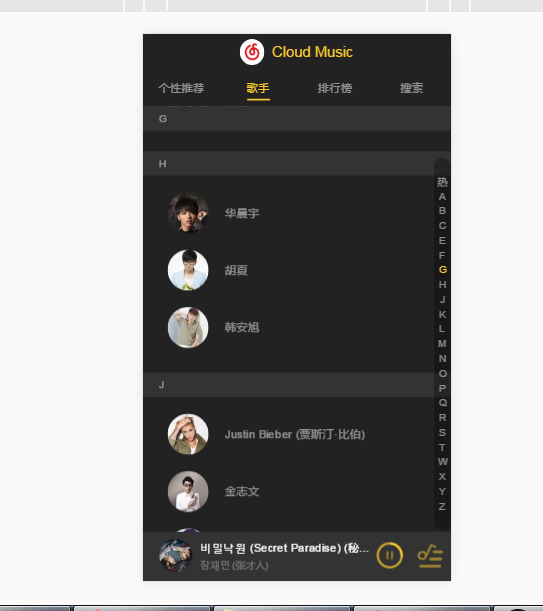 Cloud Music
个性推荐 歌手 排行榜 搜索
G
H
华晨宇
胡夏
韩安旭
J
Justin Bieber (贾斯汀·比伯)
金志文
热
A
B
C
E
F
G
H
J
K
L
M
N
O
P
Q
R
S
T
W
X
Y
Z
비밀낙원 (Secret Paradise) (秘...
장재인 (张才人)